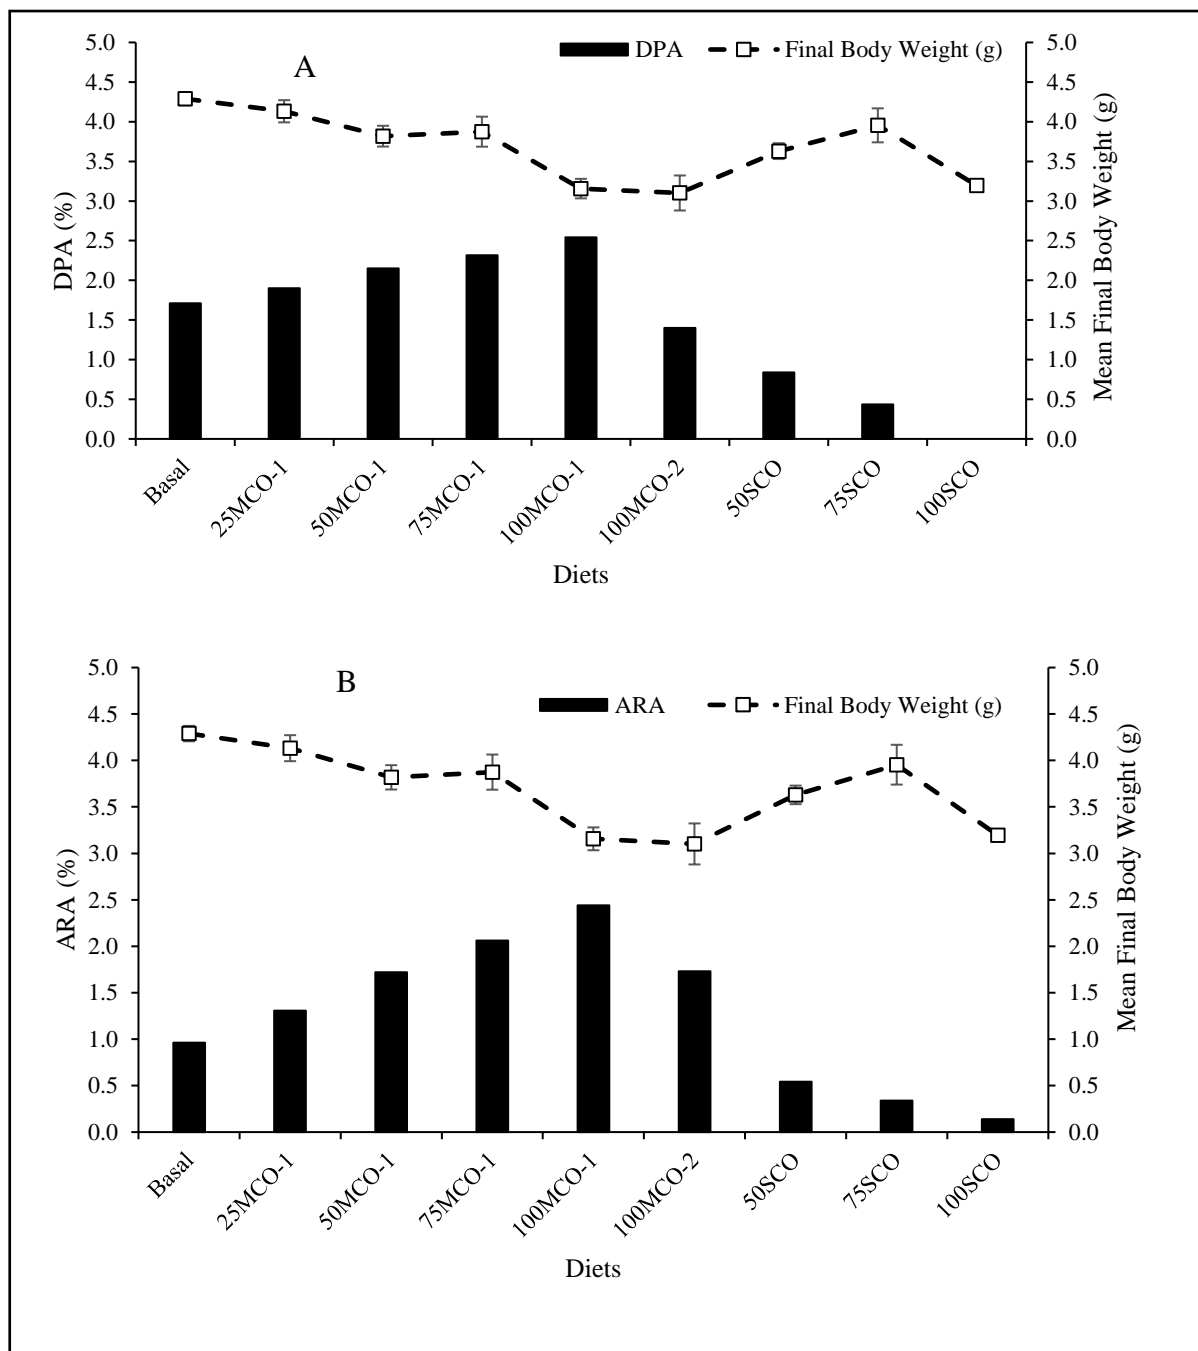 A
DPA
Final Body Weight (g)
5.0
4.5
4.0
3.5
3.0
2.5
2.0
1.5
1.0
0.5
0.0
DPA (%)
5.0
4.5
4.0
3.5
3.0
2.5
2.0
1.5
1.0
0.5
0.0
Mean Final Body Weight (g)
Basal
25MCO-1
50MCO-1
75MCO-1
100MCO-1
100MCO-2
50SCO
75SCO
100SCO
Diets
B
ARA
Final Body Weight (g)
5.0
4.5
4.0
3.5
3.0
2.5
2.0
1.5
1.0
0.5
0.0
ARA (%)
5.0
4.5
4.0
3.5
3.0
2.5
2.0
1.5
1.0
0.5
0.0
Mean Final Body Weight (g)
Basal
25MCO-1
50MCO-1
75MCO-1
100MCO-1
100MCO-2
50SCO
75SCO
100SCO
Diets